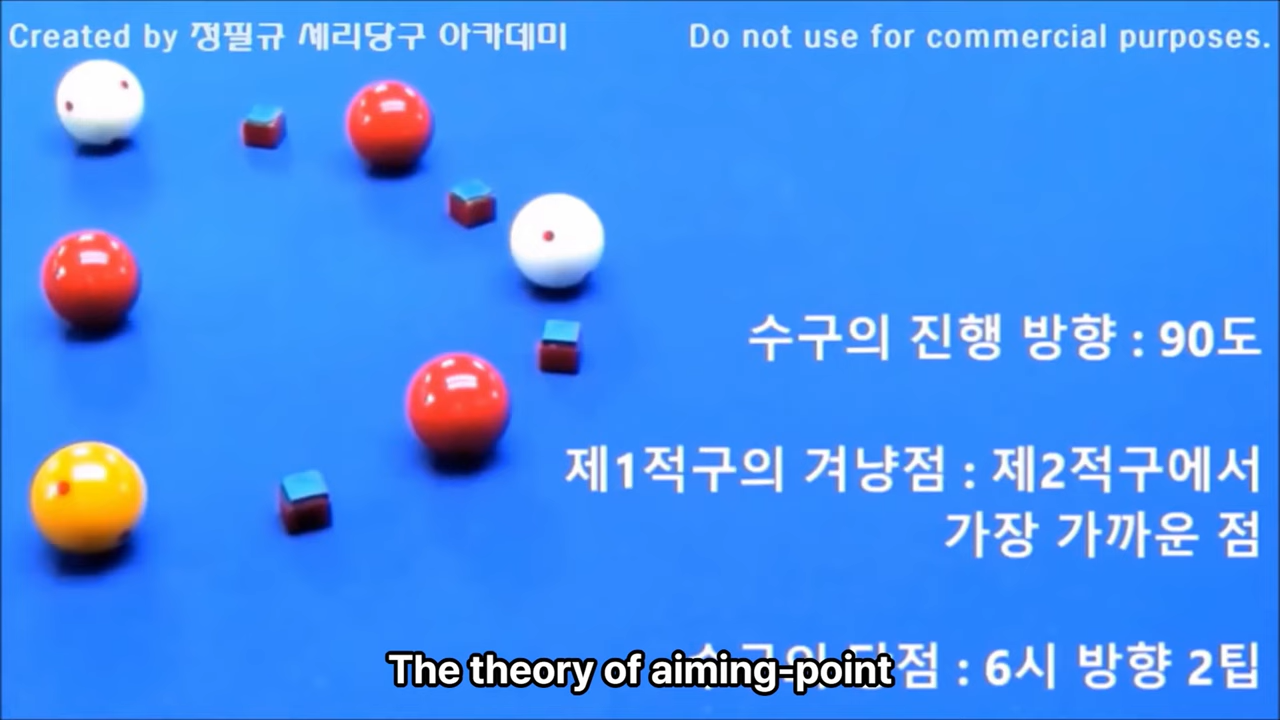 Created by 정필규 세리당구 아카데미
Do not use for commercial purposes.
수구의 진행 방향 : 90도
제1적구의 겨냥점 : 제2적구에서
가장 가까운 점
점 : 6시 방향 2팁
The theory of aiming-point